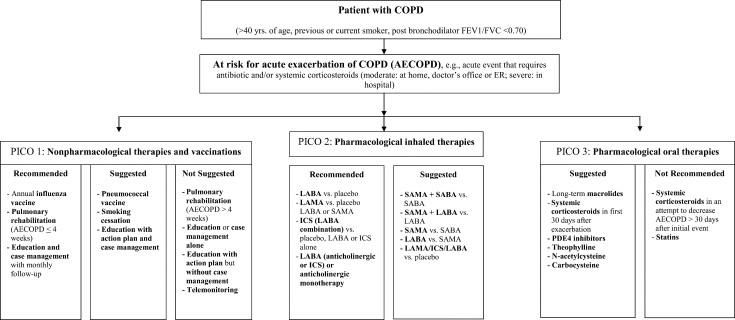 Patient with COPD
(>40 yrs. of age, previous or current smoker, post bronchodilator FEV1/FVC <0.70)
At risk for acute exacerbation of COPD (AECOPD), e.g., acute event that requires
antibiotic and/or systemic corticosteroids (moderate: at home, doctor's office or ER; severe: in
hospital)
PICO 1: Nonpharmacological therapies and vaccinations
Recommended
- Annual influenza
vaccine
- Pulmonary
rehabilitation
(AECOPD ≤ 4
weeks)
- Education and
case management
with monthly
follow-up
Suggested
- Pneumococcal
vaccine
- Smoking
cessation
- Education with
action plan and case
management
Not Suggested
- Pulmonary
rehabilitation
(AECOPD > 4
weeks)
- Education or case
management
alone
- Education with
action plan but
without case
management
- Telemonitoring
PICO 2: Pharmacological inhaled therapies
Recommended
- LABA vs. placebo
- LAMA vs. placebo
LABA or SAMA
- ICS (LABA
combination) vs.
placebo, LABA or ICS
alone
- LABA (anticholinergic
or ICS) or
anticholinergic
monotherapy
Suggested
- SAMA + SABA vs.
SABA
- SAMA + LABA vs.
LABA
- SAMA vs. SABA
- LABA vs. SAMA
- LAMA/ICS/LABA
vs. placebo
PICO 3: Pharmacological oral therapies
Suggested
- Long-term macrolides
- Systemic
corticosteroids in first
30 days after
exacerbation
- PDE4 inhibitors
- Theophylline
- N-acetylcysteine
- Carbocysteine
Not Recommended
- Systemic
corticosteroids in an
attempt to decrease
AECOPD > 30 days
after initial event
- Statins